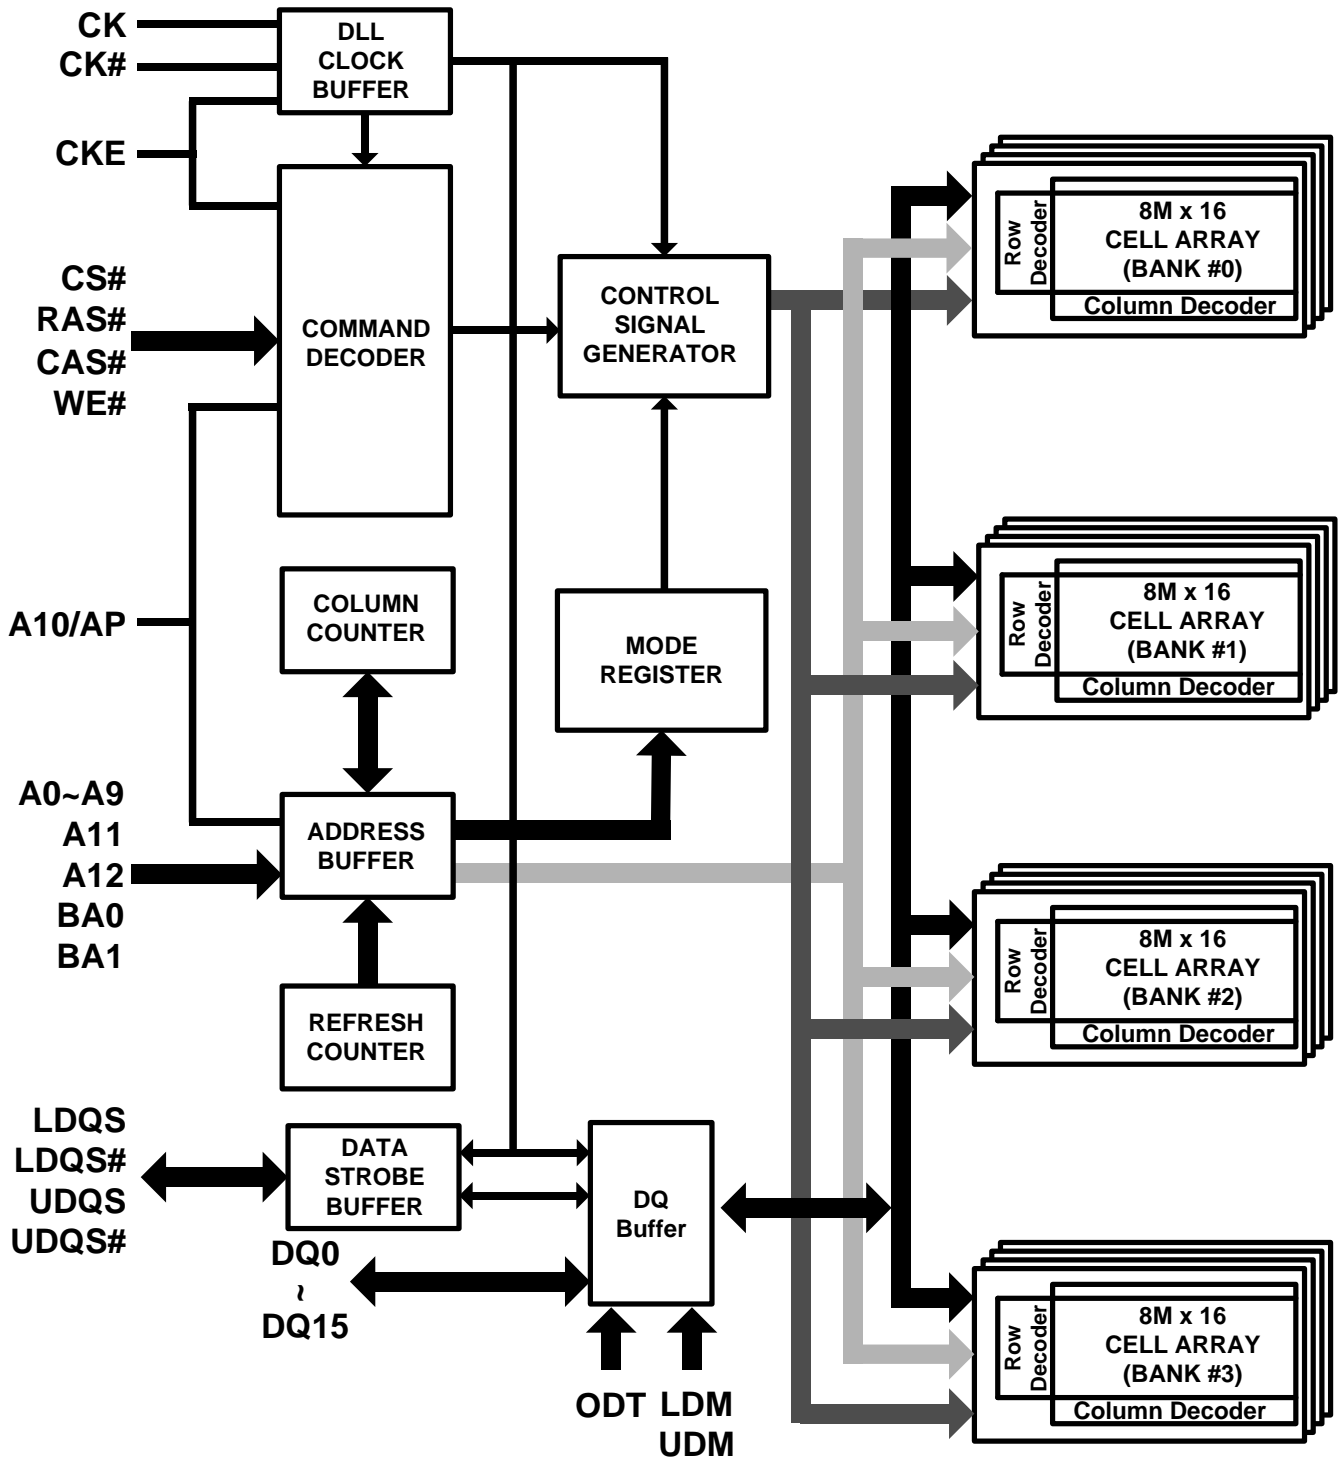 CK
CK#
CKE
CS#
RAS#
CAS#
WE#
A10/AP
A0~A9
A11
A12
BA0
BA1
LDQS
LDQS#
UDQS
UDQS#
DQ0
~
DQ15
DLL
CLOCK
BUFFER
COMMAND
DECODER
COLUMN
COUNTER
ADDRESS
BUFFER
REFRESH
COUNTER
DATA
STROBE
BUFFER
CONTROL
SIGNAL
GENERATOR
MODE
REGISTER
DQ
Buffer
ODT
LDM
UDM
Row
Decoder
8M x 16
CELL ARRAY
(BANK #0)
Column Decoder
Row
Decoder
8M x 16
CELL ARRAY
(BANK #1)
Column Decoder
Row
Decoder
8M x 16
CELL ARRAY
(BANK #2)
Column Decoder
Row
Decoder
8M x 16
CELL ARRAY
(BANK #3)
Column Decoder